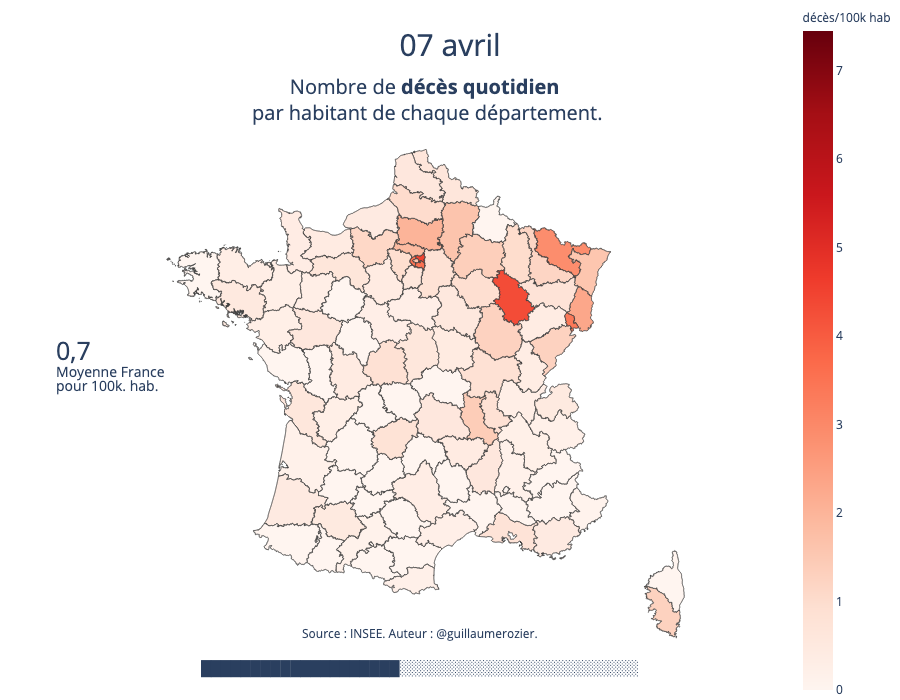 décès/100k hab
07 avril
Nombre de décès quotidien
par habitant de chaque département.
7
6
5
4
3
2
1
0
0,7
Moyenne France
pour 100k. hab.
Source : INSEE. Auteur : @guillaumerozier.